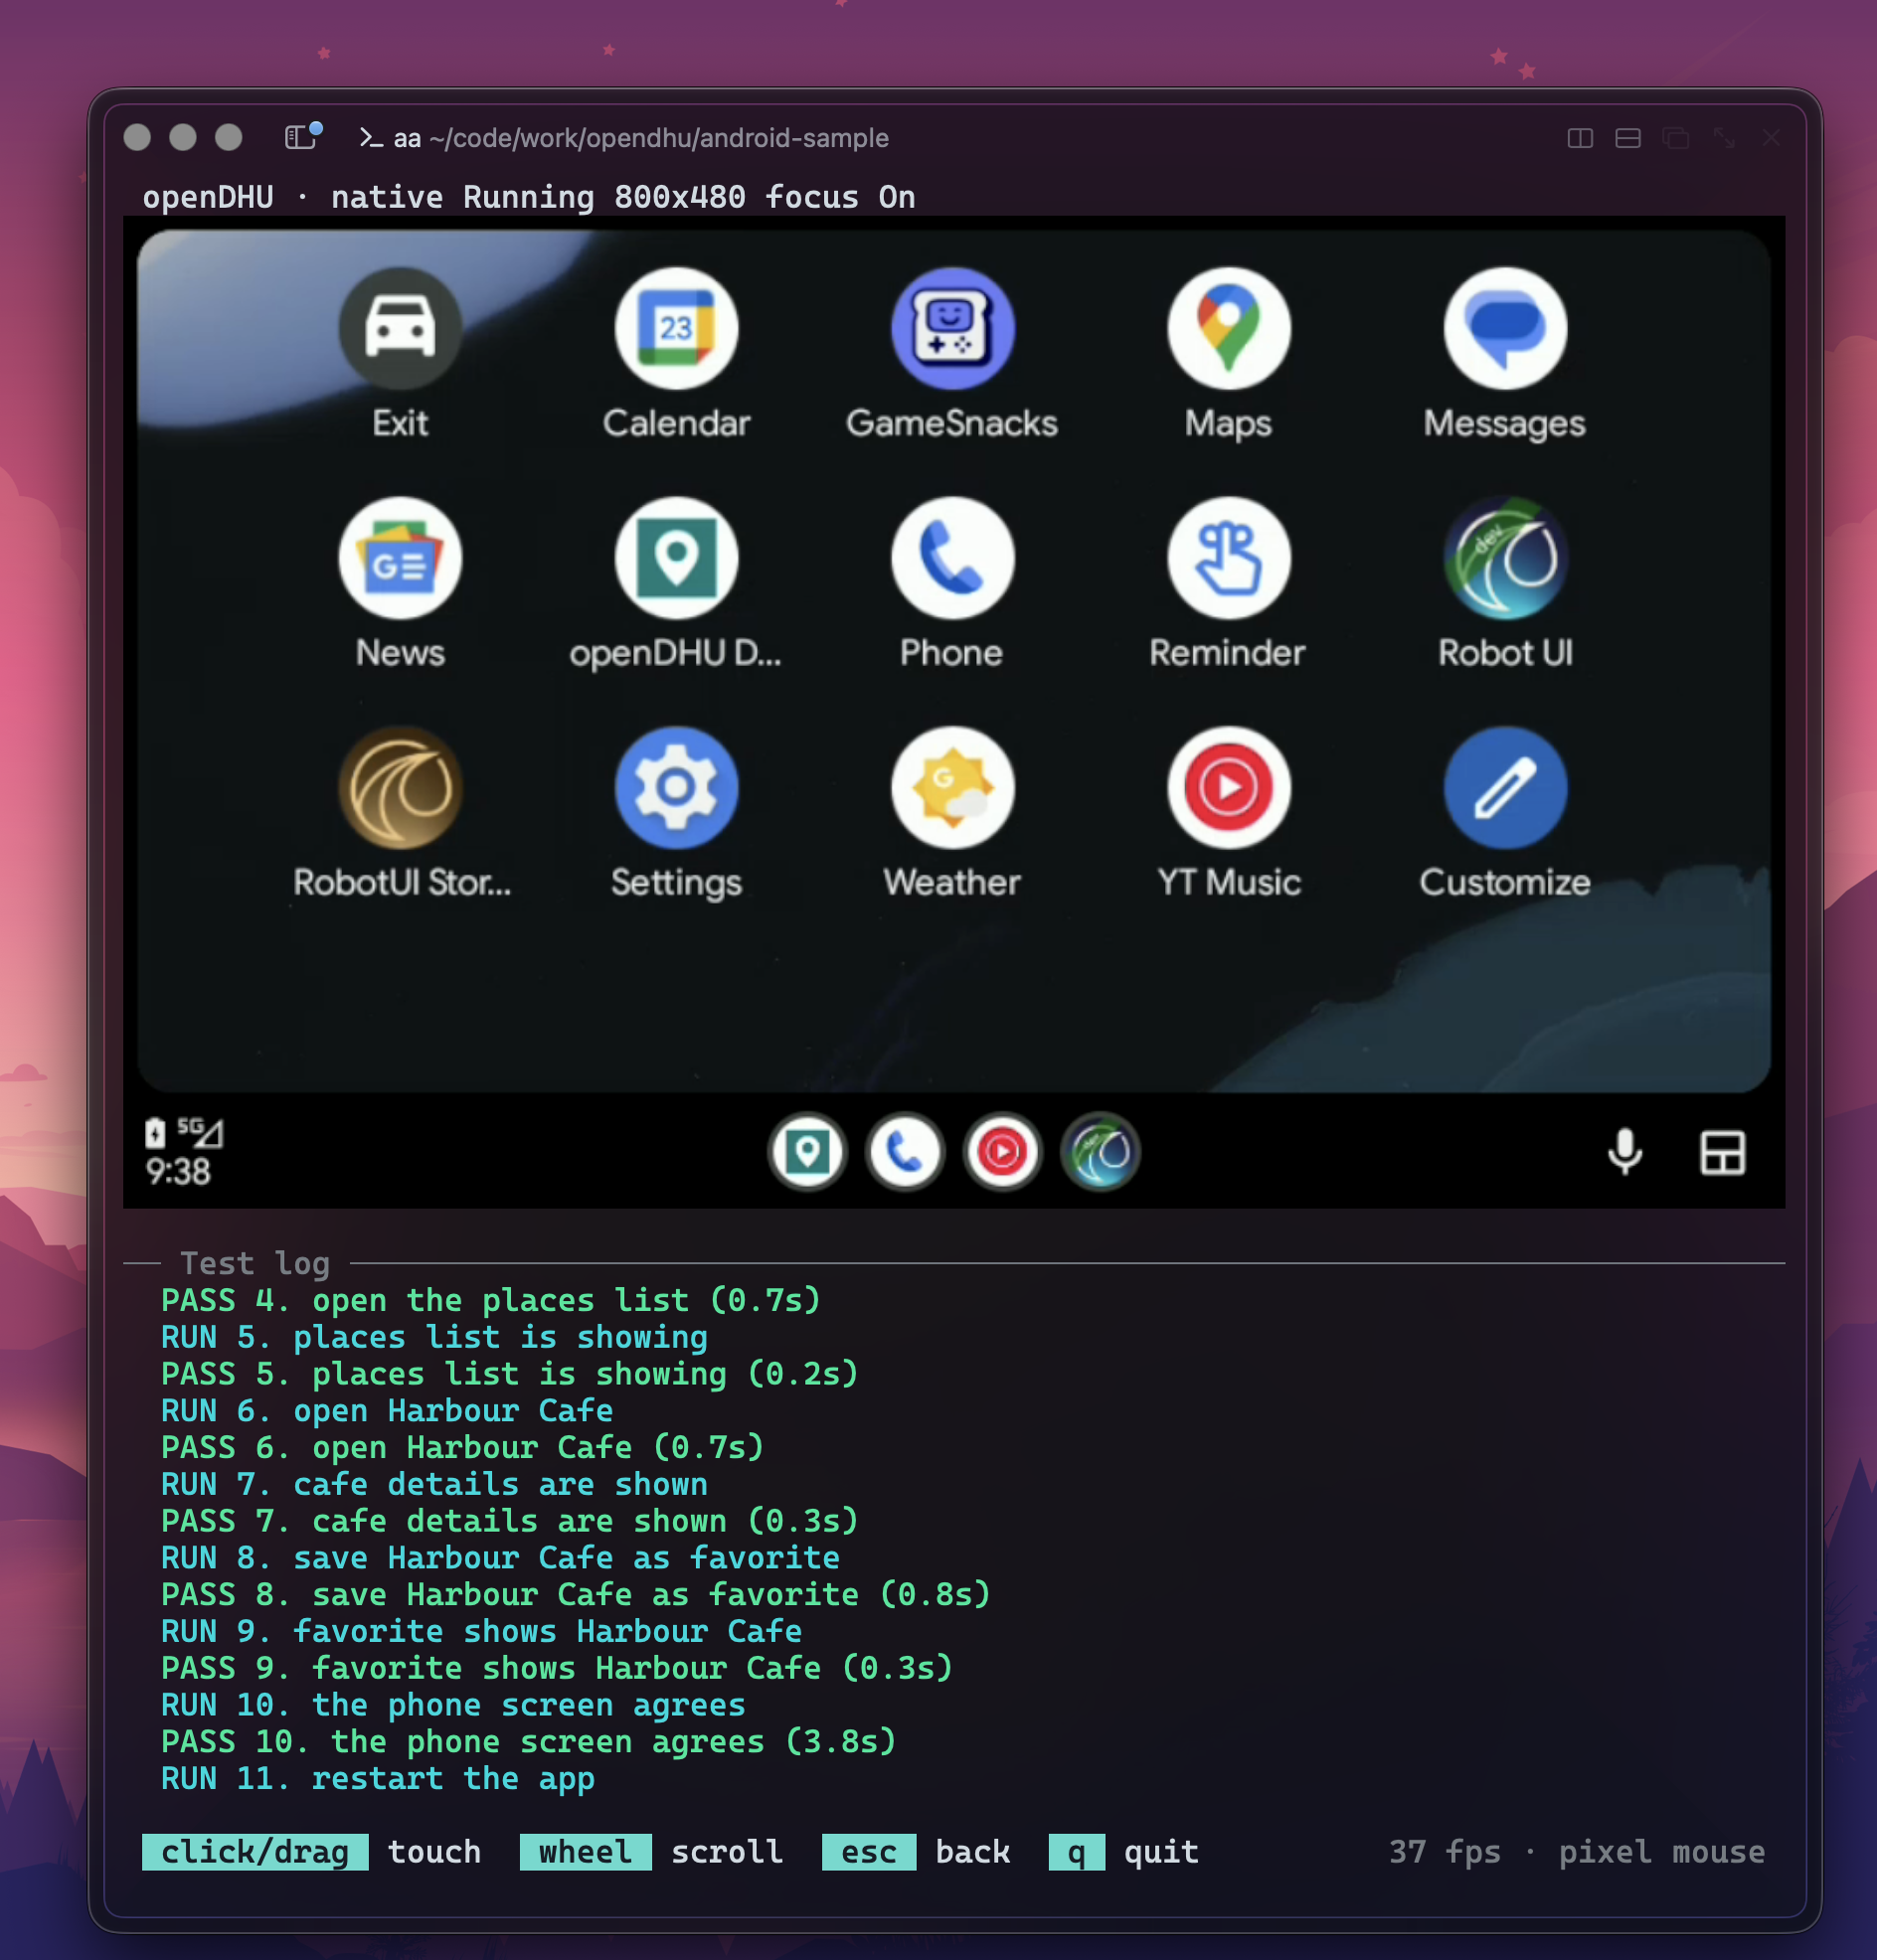 aa ~/code/work/opendhu/android-sample
openDHU · native Running 800x480 focus On
23
Exit Calendar GameSnacks Maps Messages
G
dev
News openDHU D... Phone Reminder Robot UI
G
RobotUI Stor... Settings Weather YT Music Customize
5G
9:38
Test log
PASS 4. open the places list (0.7s)
RUN 5. places list is showing
PASS 5. places list is showing (0.2s)
RUN 6. open Harbour Cafe
PASS 6. open Harbour Cafe (0.7s)
RUN 7. cafe details are shown
PASS 7. cafe details are shown (0.3s)
RUN 8. save Harbour Cafe as favorite
PASS 8. save Harbour Cafe as favorite (0.8s)
RUN 9. favorite shows Harbour Cafe
PASS 9. favorite shows Harbour Cafe (0.3s)
RUN 10. the phone screen agrees
PASS 10. the phone screen agrees (3.8s)
RUN 11. restart the app
click/drag touch wheel scroll esc back q quit 37 fps · pixel mouse